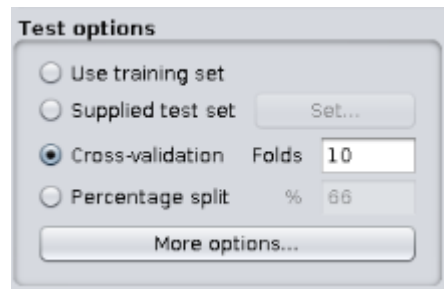 Test options
Use training set
Supplied test set Set...
Cross-validation Folds 10
Percentage split % 66
More options...